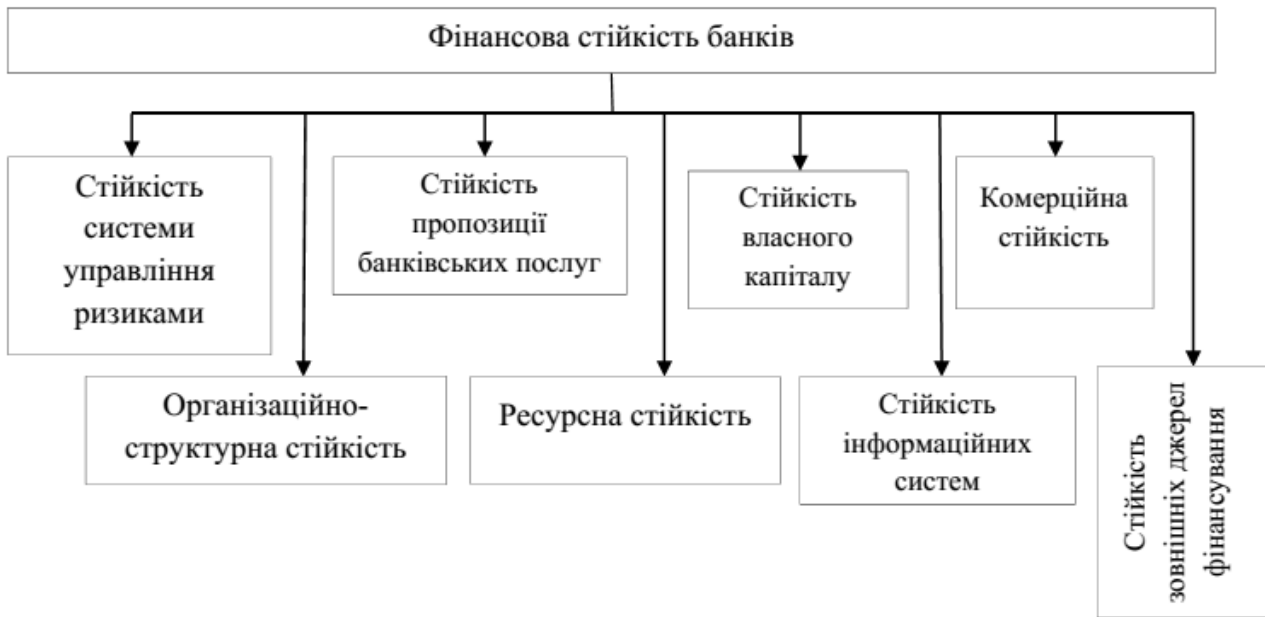 Фінансова стійкість банків
Стійкість
системи
управління
ризиками
Стійкість
пропозиції
банківських послуг
Стійкість
власного
капіталу
Комерційна
стійкість
Організаційно-
структурна стійкість
Ресурсна стійкість
Стійкість
інформаційних
систем
Стійкість
зовнішніх джерел
фінансування